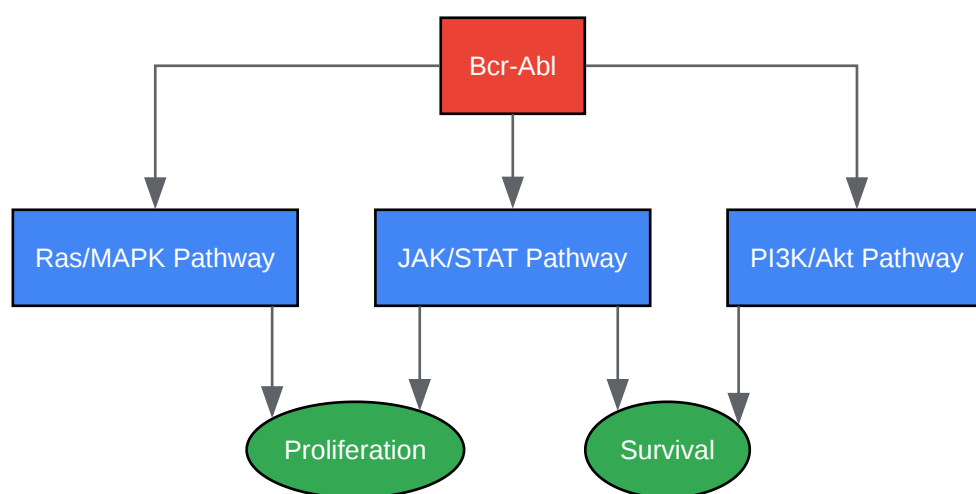 Bcr-Abl
Ras/MAPK Pathway
JAK/STAT Pathway
PI3K/Akt Pathway
Proliferation
Survival